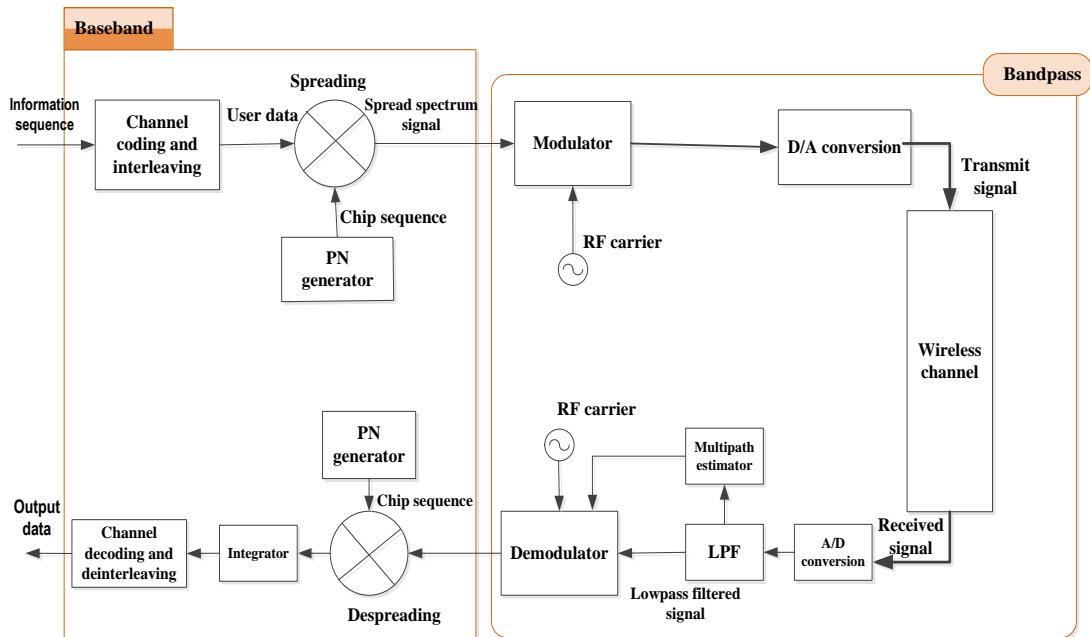 Baseband
Bandpass
Information
sequence
Channel
coding and
interleaving
User data
Spreading
Spread spectrum
signal
Chip sequence
PN
generator
Modulator
RF carrier
D/A conversion
Transmit
signal
Wireless
channel
Received
signal
A/D
conversion
LPF
Lowpass filtered
signal
Multipath
estimator
RF carrier
Demodulator
PN
generator
Chip sequence
Despreading
Integrator
Channel
decoding and
deinterleaving
Output
data